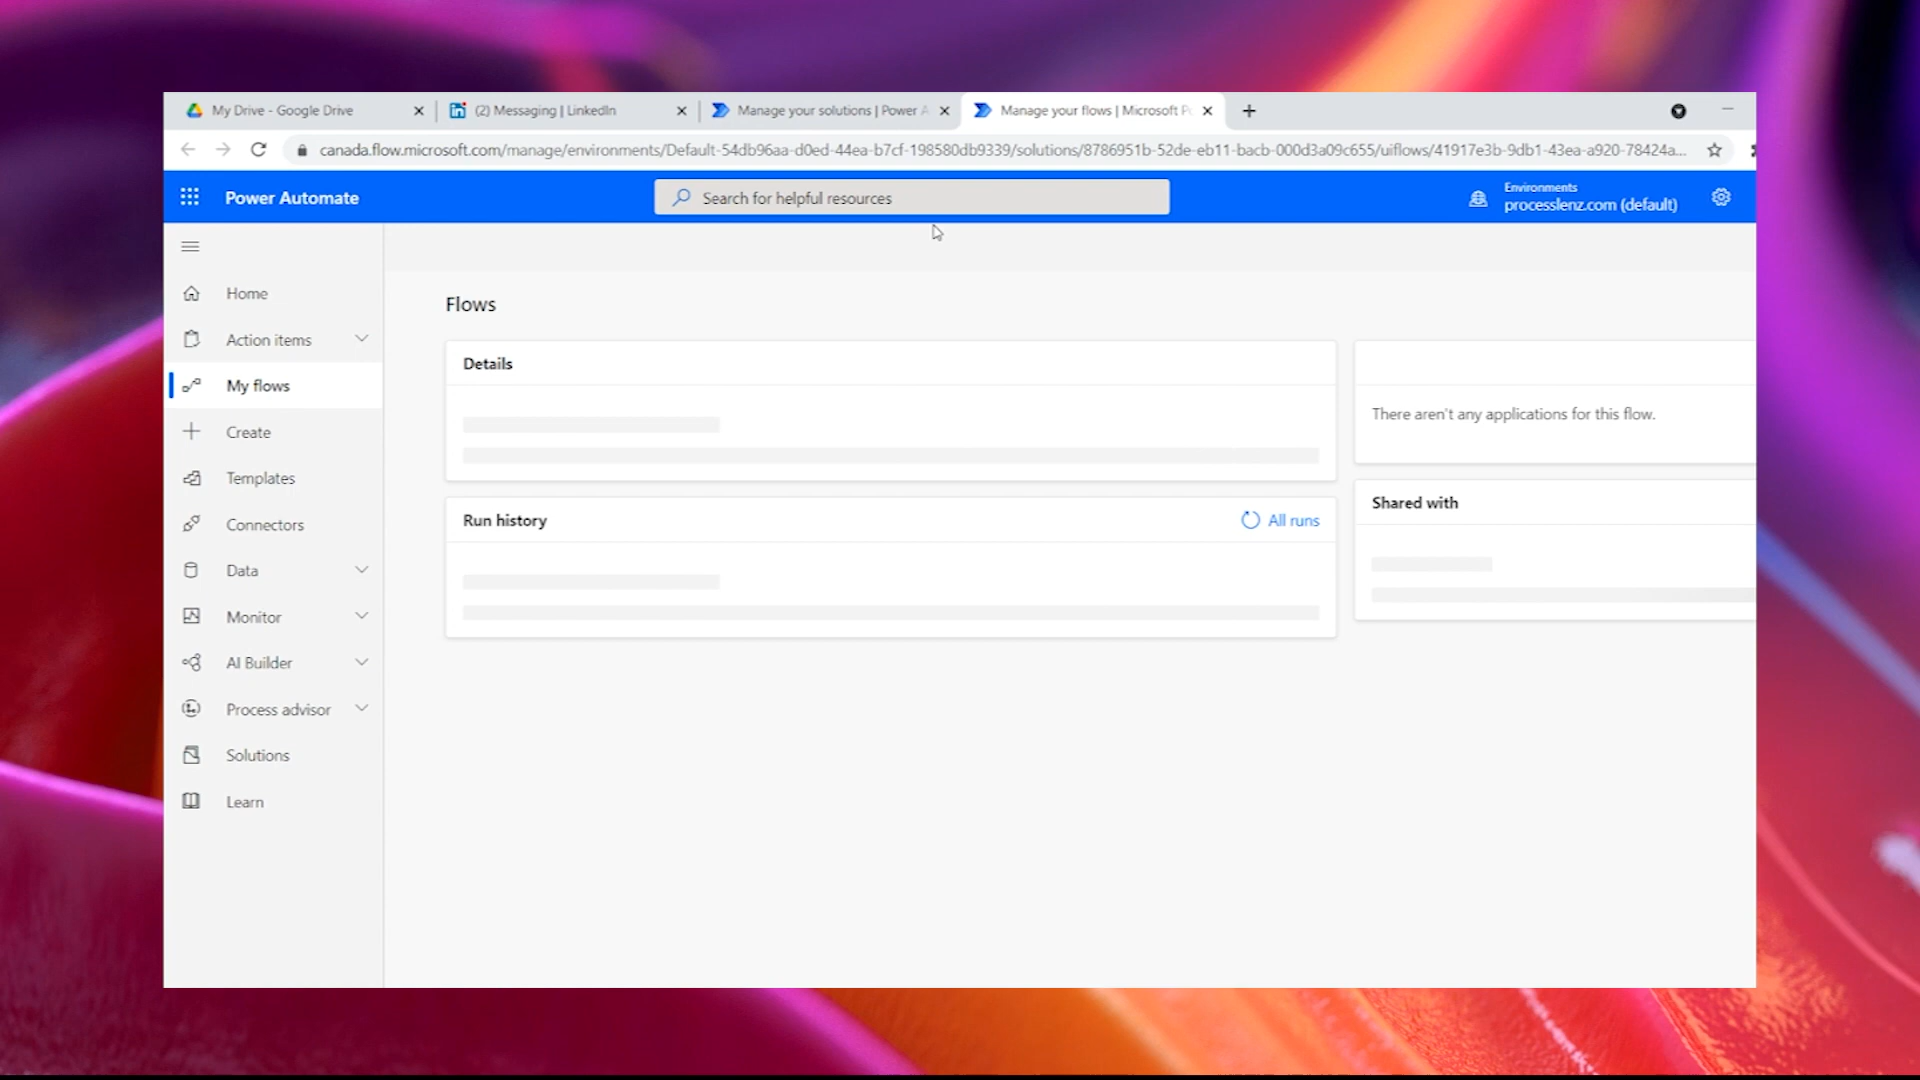 My Drive - Google Drive
(2) Messaging | LinkedIn
Manage your solutions | Power A
Manage your flows | Microsoft Po
canada.flow.microsoft.com/manage/environments/Default-54db96aa-d0ed-44ea-b7cf-198580db9339/solutions/8786951b-52de-eb11-bacb-000d3a09c655/uiflows/41917e3b-9db1-43ea-a920-78424a...
Power Automate
Search for helpful resources
Environments
processlenz.com (default)
Home
Action items
My flows
Create
Templates
Connectors
Data
Monitor
AI Builder
Process advisor
Solutions
Learn
Flows
Details
There aren't any applications for this flow.
Run history
All runs
Shared with